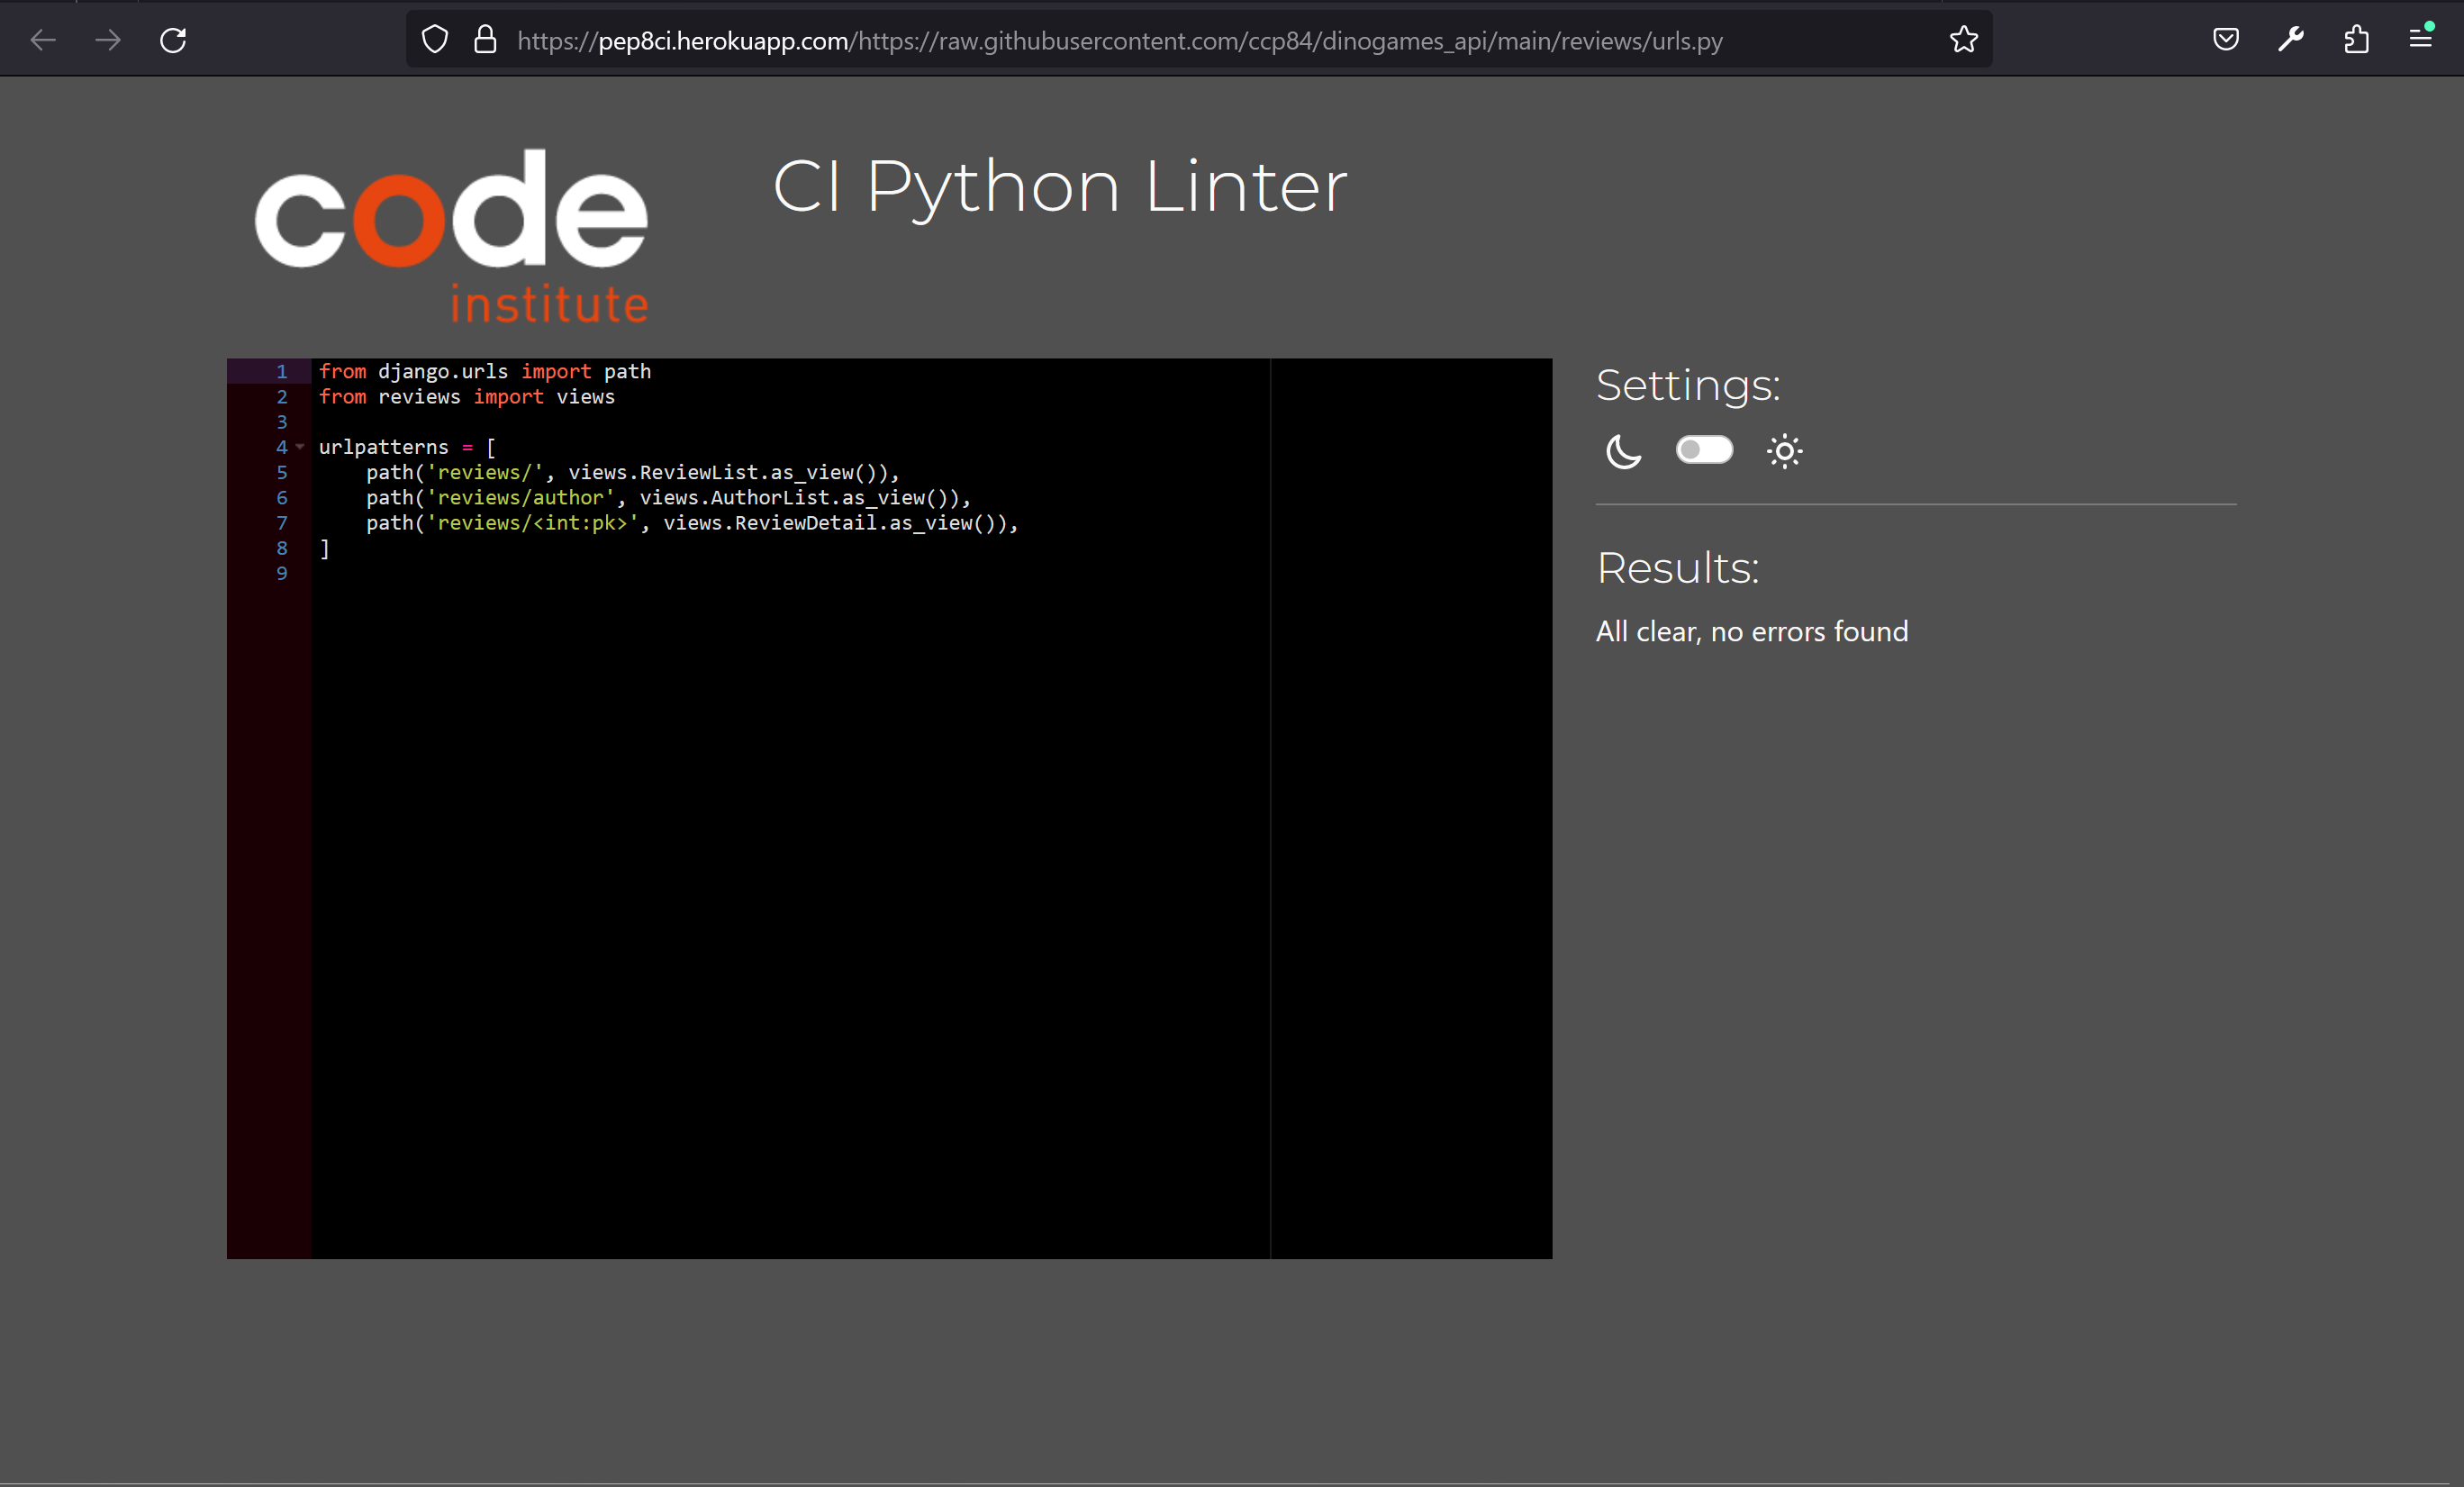 https://pep8ci.herokuapp.com/https://raw.githubusercontent.com/ccp84/dinogames_api/main/reviews/urls.py
code
institute
CI Python Linter
1 from django.urls import path
2 from reviews import views
3
4 urlpatterns = [
5     path('reviews/', views.ReviewList.as_view()),
6     path('reviews/author', views.AuthorList.as_view()),
7     path('reviews/<int:pk>', views.ReviewDetail.as_view()),
8 ]
9
Settings:
Results:
All clear, no errors found